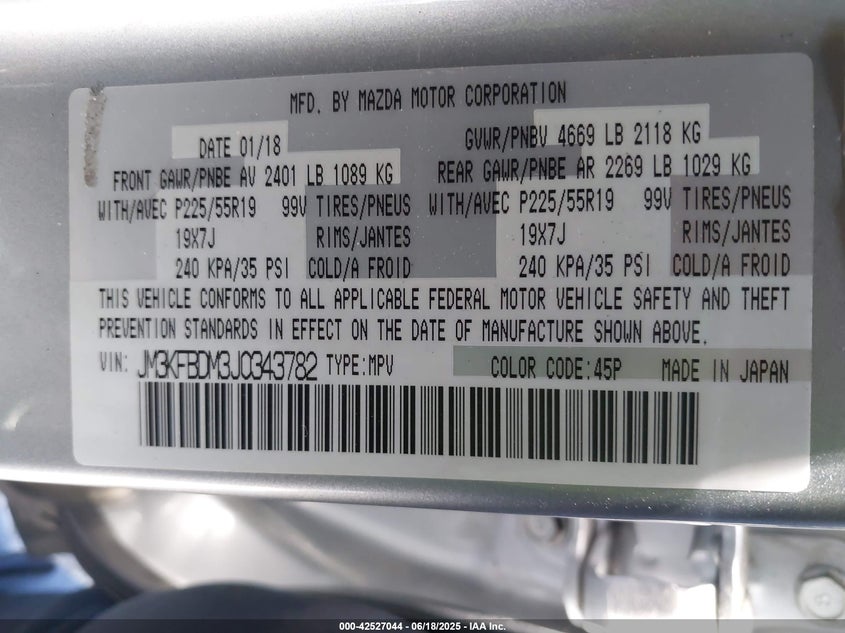 MFD. BY MAZDA MOTOR CORPORATION
DATE 01/18 GVWR/PNBV 4669 LB 2118 KG
FRONT GAWR/PNBE AV 2401 LB 1089 KG REAR GAWR/PNBE AR 2269 LB 1029 KG
WITH/AVEC P225/55R19 99V TIRES/PNEUS WITH/AVEC P225/55R19 99V TIRES/PNEUS
19X7J RIMS/JANTES 19X7J RIMS/JANTES
240 KPA/35 PSI COLD/A FROID 240 KPA/35 PSI COLD/A FROID
THIS VEHICLE CONFORMS TO ALL APPLICABLE FEDERAL MOTOR VEHICLE SAFETY AND THEFT
PREVENTION STANDARDS IN EFFECT ON THE DATE OF MANUFACTURE SHOWN ABOVE.
VIN: JM3KFBDM3J0343782 TYPE:MPV COLOR CODE:45P MADE IN JAPAN
000-42527044 - 06/18/2025 - IAA Inc.